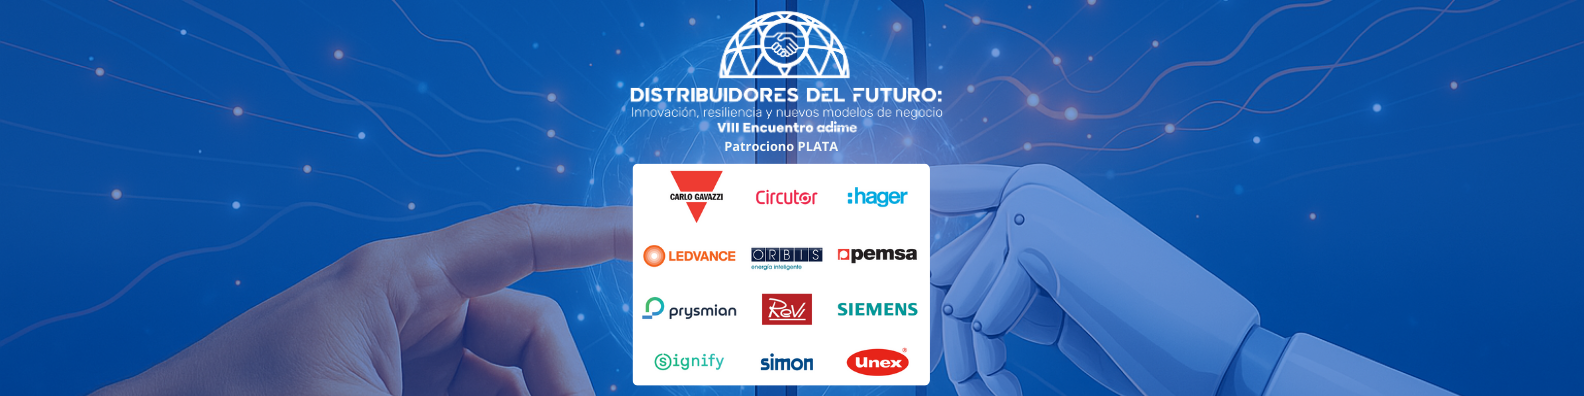 DISTRIBUIDORES DEL FUTURO:
Innovación, resiliencia y nuevos modelos de negocio
VIII Encuentro adime
Patrociono PLATA
CARLO GAVAZZI
Circutor
:hager
LEDVANCE
ORBIS
energía inteligente
pemsa
prysmian
Revi
SIEMENS
Signify
simon
Unex®